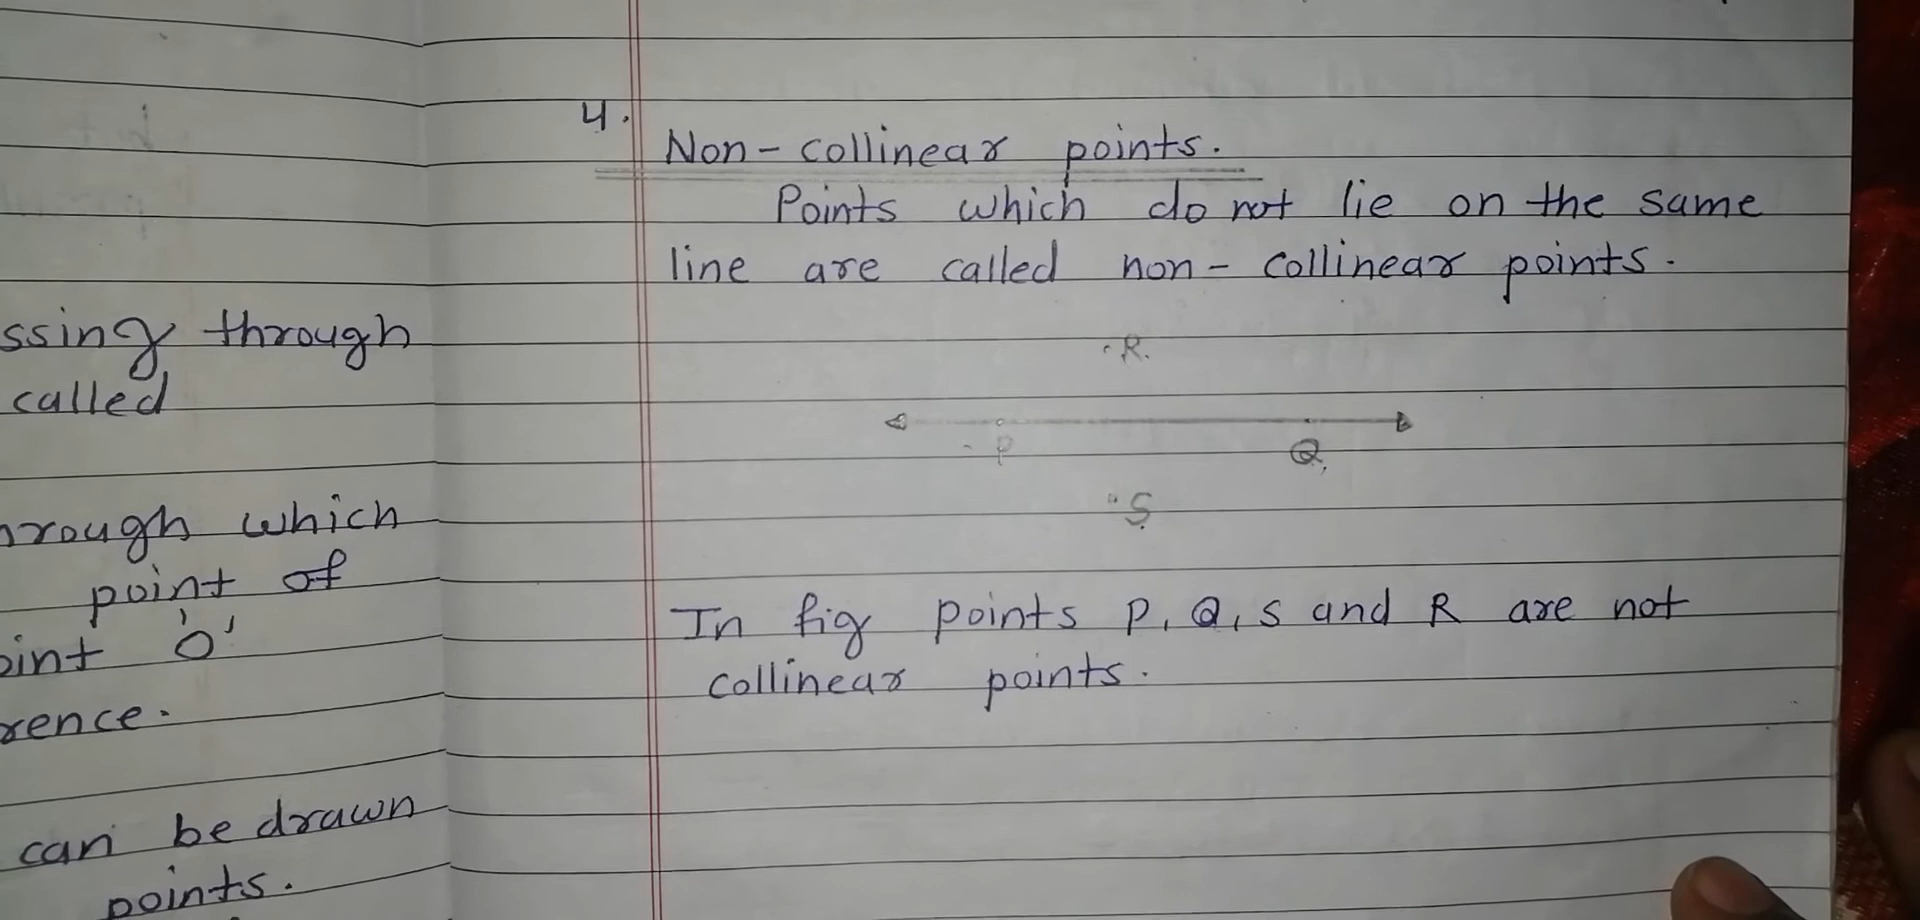 ssing through
called
rough which
point of
oint 'O'
rence.
can be drawn
points.
4.
Non-collinear points.
Points which do not lie on the same
line are called non-collinear points.
R.
P
Q
S
In fig points P, Q, S and R are not
collinear points.